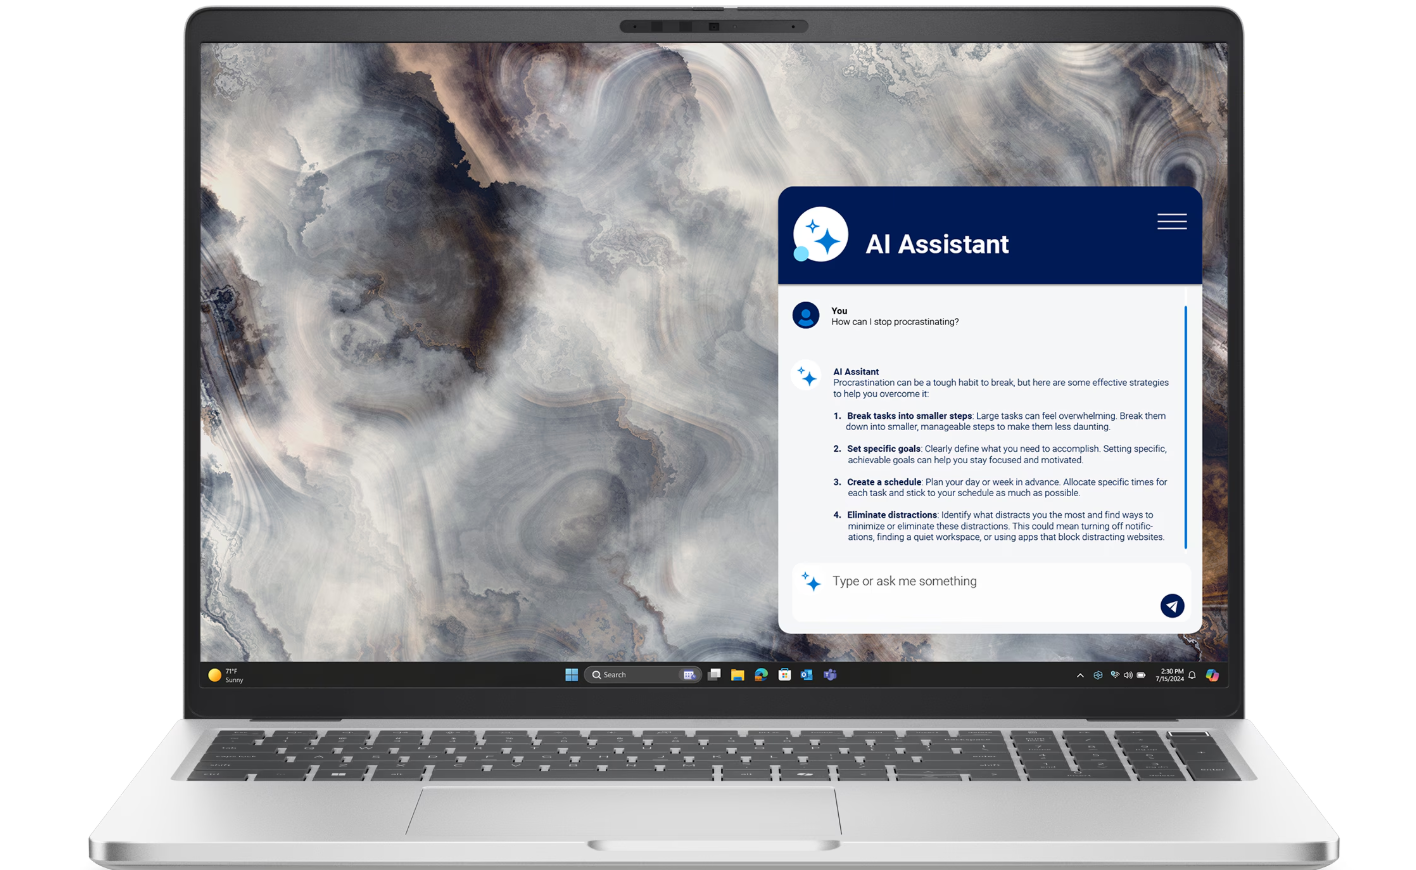 AI Assistant
You
How can I stop procrastinating?
AI Assitant
Procrastination can be a tough habit to break, but here are some effective strategies
to help you overcome it:
1. Break tasks into smaller steps: Large tasks can feel overwhelming. Break them
down into smaller, manageable steps to make them less daunting.
2. Set specific goals: Clearly define what you need to accomplish. Setting specific,
achievable goals can help you stay focused and motivated.
3. Create a schedule: Plan your day or week in advance. Allocate specific times for
each task and stick to your schedule as much as possible.
4. Eliminate distractions: Identify what distracts you the most and find ways to
minimize or eliminate these distractions. This could mean turning off notific-
ations, finding a quiet workspace, or using apps that block distracting websites.
Type or ask me something
71°F
Sunny
Search
2:30 PM
7/15/2024